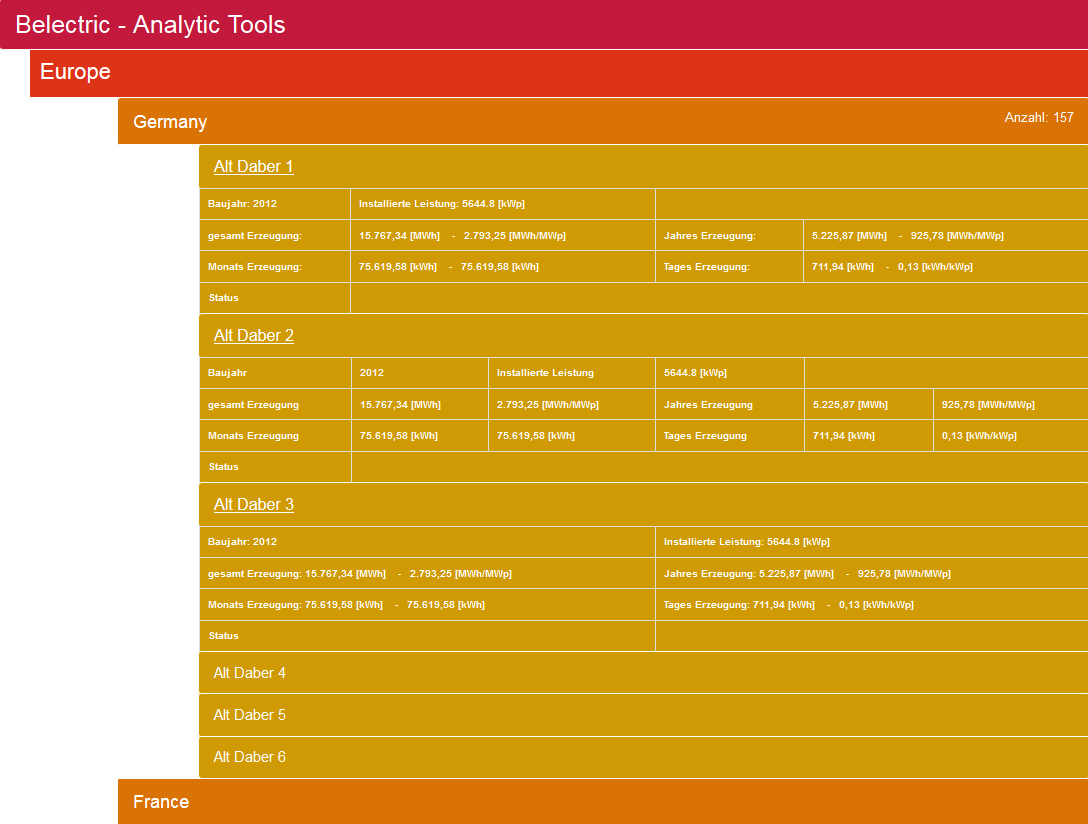 Belectric - Analytic Tools
Europe
Germany Anzahl: 157
Alt Daber 1
Baujahr: 2012 Installierte Leistung: 5644.8 [kWp]
gesamt Erzeugung: 15.767,34 [MWh] - 2.793,25 [MWh/MWp] Jahres Erzeugung: 5.225,87 [MWh] - 925,78 [MWh/MWp]
Monats Erzeugung: 75.619,58 [kWh] - 75.619,58 [kWh] Tages Erzeugung: 711,94 [kWh] - 0,13 [kWh/kWp]
Status
Alt Daber 2
Baujahr 2012 Installierte Leistung 5644.8 [kWp]
gesamt Erzeugung 15.767,34 [MWh] 2.793,25 [MWh/MWp] Jahres Erzeugung 5.225,87 [MWh] 925,78 [MWh/MWp]
Monats Erzeugung 75.619,58 [kWh] 75.619,58 [kWh] Tages Erzeugung 711,94 [kWh] 0,13 [kWh/kWp]
Status
Alt Daber 3
Baujahr: 2012 Installierte Leistung: 5644.8 [kWp]
gesamt Erzeugung: 15.767,34 [MWh] - 2.793,25 [MWh/MWp] Jahres Erzeugung: 5.225,87 [MWh] - 925,78 [MWh/MWp]
Monats Erzeugung: 75.619,58 [kWh] - 75.619,58 [kWh] Tages Erzeugung: 711,94 [kWh] - 0,13 [kWh/kWp]
Status
Alt Daber 4
Alt Daber 5
Alt Daber 6
France